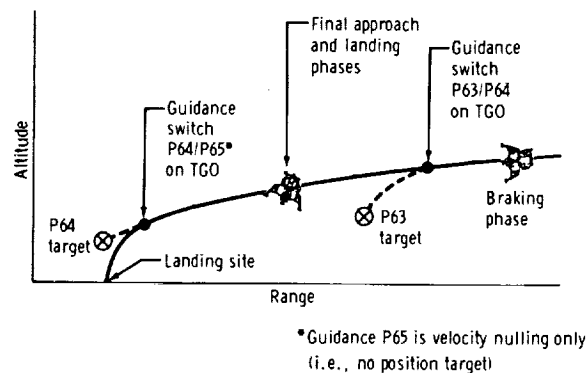 Final approach
and landing
phases
Guidance
switch
P63/P64
on TGO
Guidance
switch
P64/P65*
on TGO
Altitude
P64
target
P63
target
Braking
phase
Landing site
Range
*Guidance P65 is velocity nulling only
(i.e., no position target)